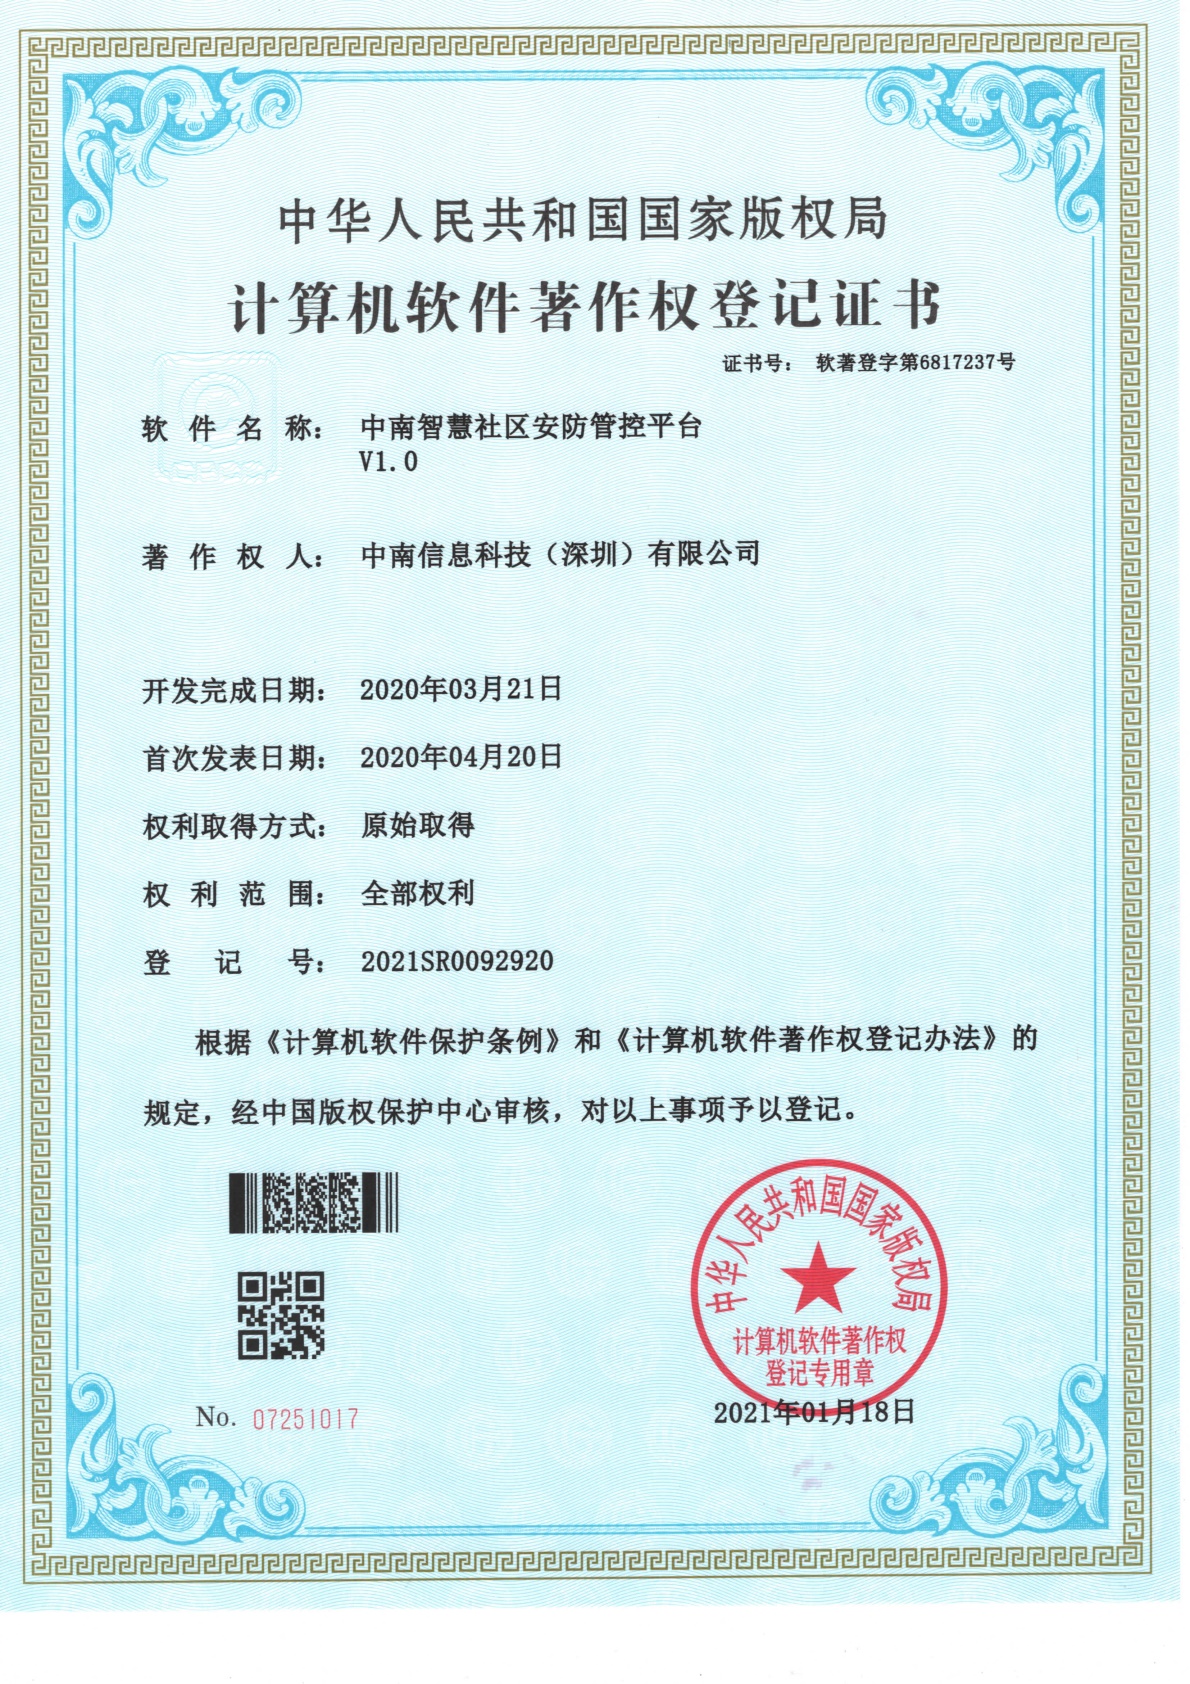 中华人民共和国国家版权局
计算机软件著作权登记证书
证书号： 软著登字第6817237号
软件名称： 中南智慧社区安防管控平台
V1.0
著作权人： 中南信息科技（深圳）有限公司
开发完成日期： 2020年03月21日
首次发表日期： 2020年04月20日
权利取得方式： 原始取得
权利范围： 全部权利
登记号： 2021SR0092920
根据《计算机软件保护条例》和《计算机软件著作权登记办法》的
规定，经中国版权保护中心审核，对以上事项予以登记。
中华人民共和国国家版权局
计算机软件著作权
登记专用章
No. 07251017
2021年01月18日